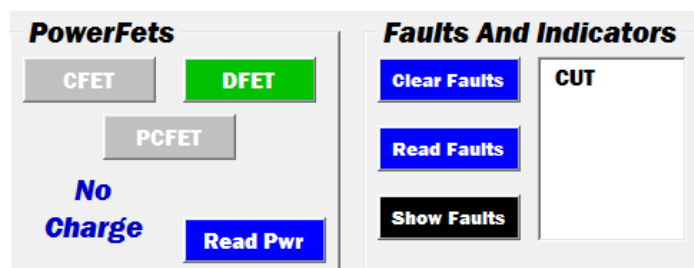 PowerFets
CFET
DFET
PCFET
No
Charge
Read Pwr
Faults And Indicators
Clear Faults
Read Faults
Show Faults
CUT